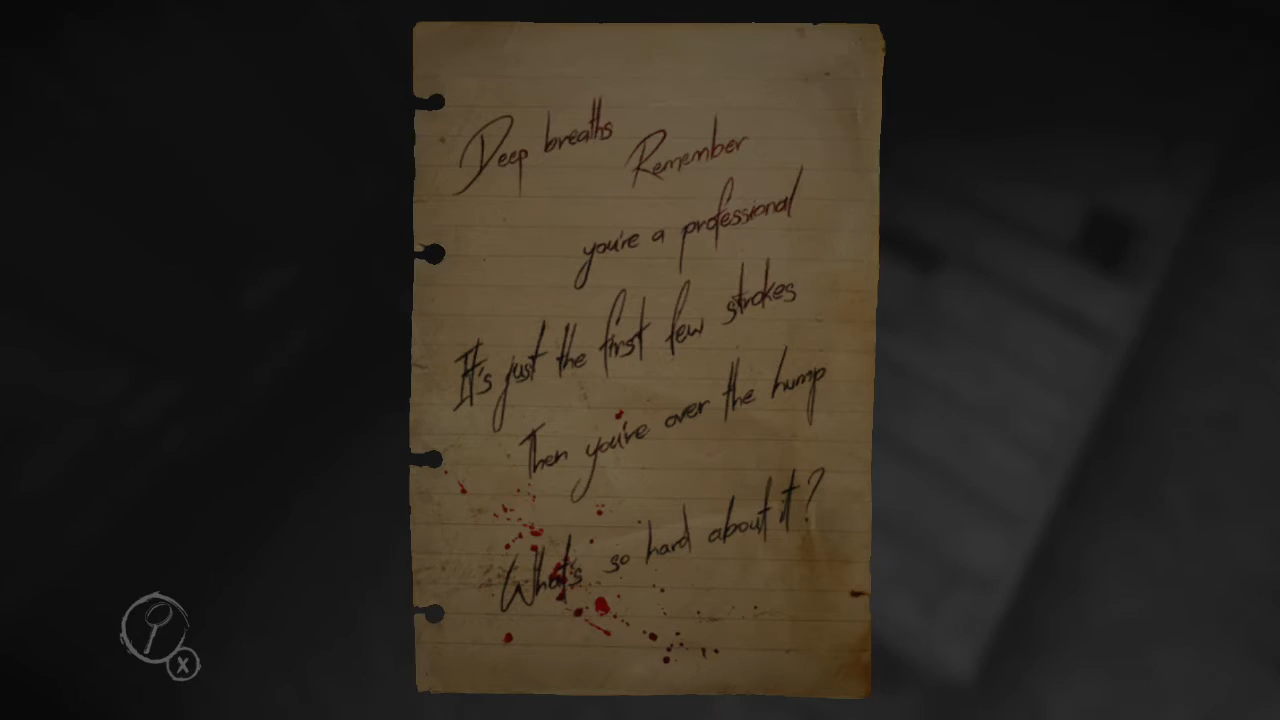 Deep breaths Remember
you're a professional
It's just the first few strokes
Then you're over the hump
What's so hard about it?
X